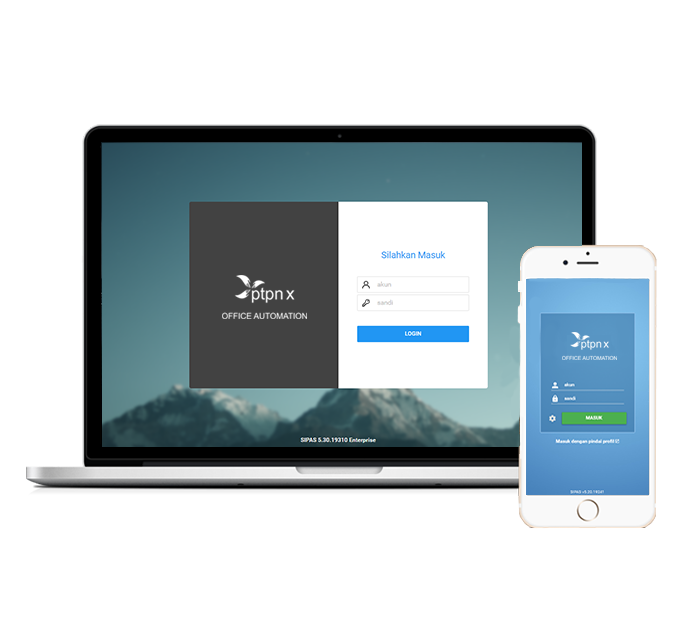 ptpn x
OFFICE AUTOMATION
Silahkan Masuk
akun
sandi
LOGIN
SIPAS 5.30.19310 Enterprise
ptpn x
OFFICE AUTOMATION
akun
sandi
MASUK
Masuk dengan pindai profil